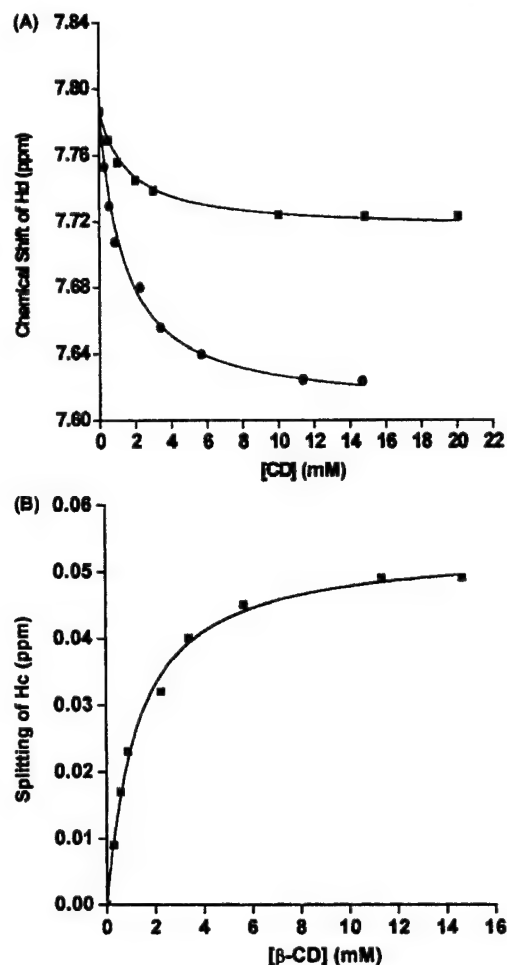 (A) 7.84
7.80
7.76
7.72
7.68
7.64
7.60
Chemical Shift of Hd (ppm)
0 2 4 6 8 10 12 14 16 18 20 22
[CD] (mM)
(B) 0.06
0.05
0.04
0.03
0.02
0.01
0.00
Splitting of Hc (ppm)
0 2 4 6 8 10 12 14 16
[β-CD] (mM)